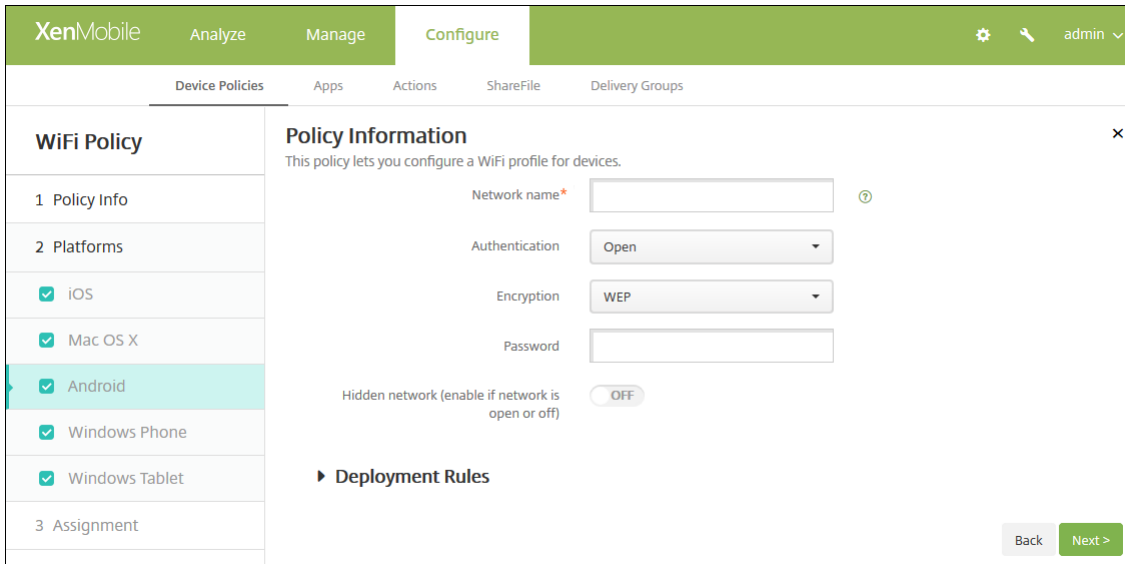 XenMobile Analyze Manage Configure admin
Device Policies Apps Actions ShareFile Delivery Groups
WiFi Policy
1 Policy Info
2 Platforms
iOS
Mac OS X
Android
Windows Phone
Windows Tablet
3 Assignment
Policy Information
This policy lets you configure a WiFi profile for devices.
Network name* ?
Authentication Open
Encryption WEP
Password
Hidden network (enable if network is OFF
open or off)
Deployment Rules
Back Next >